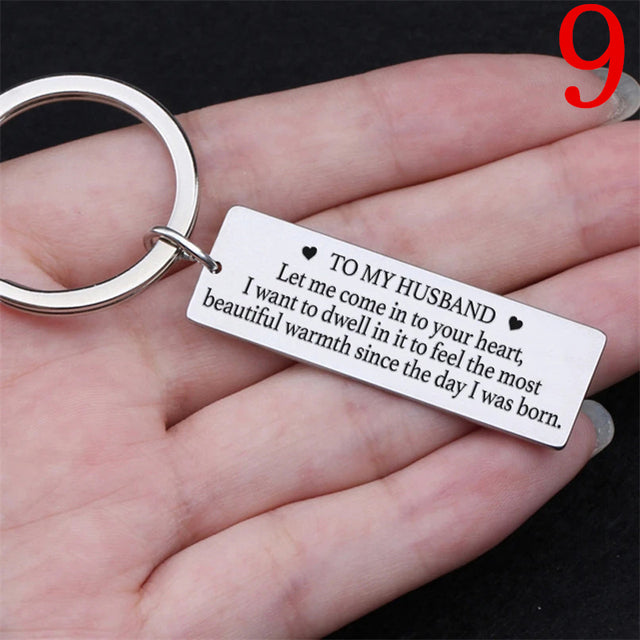 9
♥ TO MY HUSBAND ♥
Let me come in to your heart,
I want to dwell in it to feel the most
beautiful warmth since the day I was born.